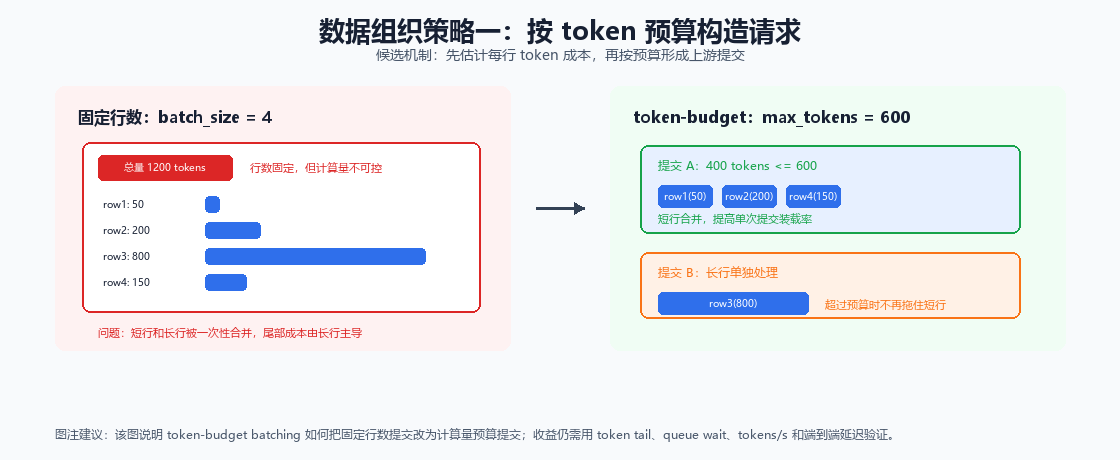 数据组织策略一：按 token 预算构造请求
候选机制：先估计每行 token 成本，再按预算形成上游提交
固定行数：batch_size = 4
总量 1200 tokens
行数固定，但计算量不可控
row1: 50
row2: 200
row3: 800
row4: 150
问题：短行和长行被一次性合并，尾部成本由长行主导
token-budget：max_tokens = 600
提交 A：400 tokens <= 600
row1(50)
row2(200)
row4(150)
短行合并，提高单次提交装载率
提交 B：长行单独处理
row3(800)
超过预算时不再拖住短行
图注建议：该图说明 token-budget batching 如何把固定行数提交改为计算量预算提交；收益仍需用 token tail、queue wait、tokens/s 和端到端延迟验证。